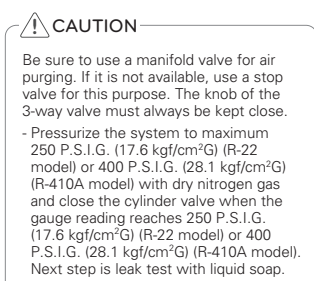 CAUTION
Be sure to use a manifold valve for air
purging. If it is not available, use a stop
valve for this purpose. The knob of the
3-way valve must always be kept close.
- Pressurize the system to maximum
250 P.S.I.G. (17.6 kgf/cm²G) (R-22
model) or 400 P.S.I.G. (28.1 kgf/cm²G)
(R-410A model) with dry nitrogen gas
and close the cylinder valve when the
gauge reading reaches 250 P.S.I.G.
(17.6 kgf/cm²G) (R-22 model) or 400
P.S.I.G. (28.1 kgf/cm²G) (R-410A model).
Next step is leak test with liquid soap.